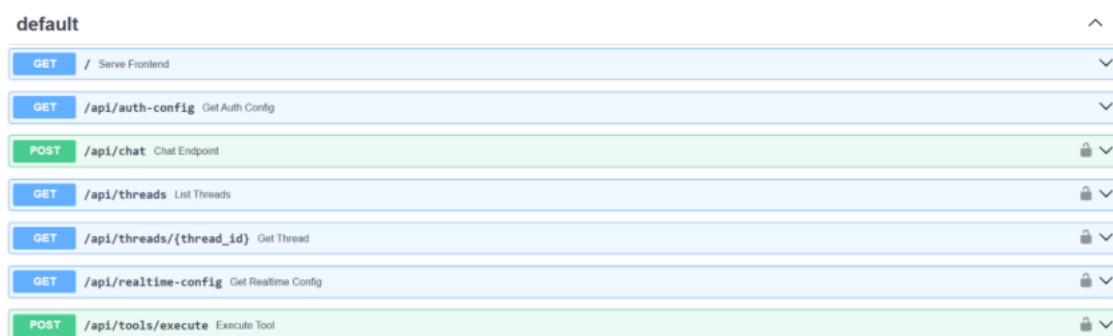 default
GET / Serve Frontend
GET /api/auth-config Get Auth Config
POST /api/chat Chat Endpoint
GET /api/threads List Threads
GET /api/threads/{thread_id} Get Thread
GET /api/realtime-config Get Realtime Config
POST /api/tools/execute Execute Tool